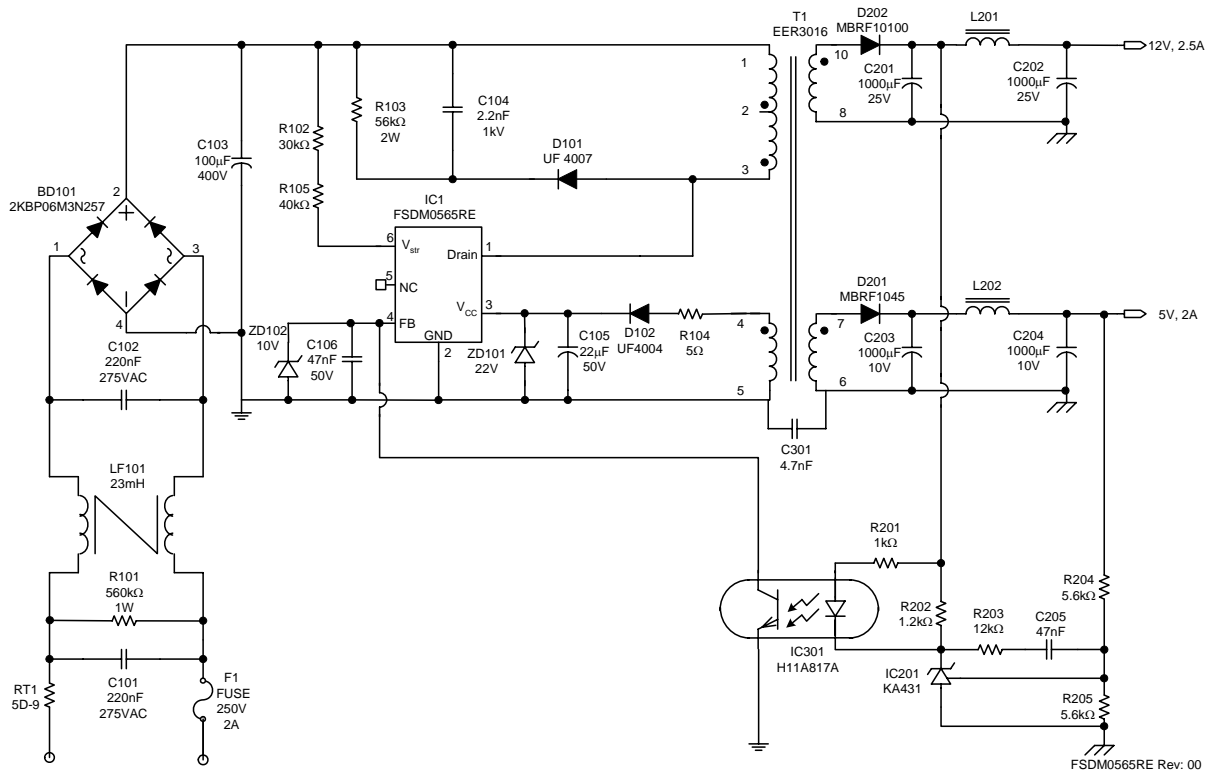 T1
EER3016
D202
MBRF10100
L201
1
10
12V, 2.5A
C201
1000µF
25V
C202
1000µF
25V
R103
56kΩ
2W
C104
2.2nF
1kV
2
8
R102
30kΩ
C103
100µF
400V
D101
UF 4007
3
R105
40kΩ
IC1
FSDM0565RE
BD101
2KBP06M3N257
2
1
3
4
6
Vstr
Drain
1
5
NC
VCC
3
4
FB
GND
2
D201
MBRF1045
L202
4
7
5V, 2A
ZD102
10V
C106
47nF
50V
ZD101
22V
C105
22µF
50V
D102
UF4004
R104
5Ω
C203
1000µF
10V
C204
1000µF
10V
C102
220nF
275VAC
5
6
C301
4.7nF
LF101
23mH
R201
1kΩ
R101
560kΩ
1W
R202
1.2kΩ
R203
12kΩ
C205
47nF
R204
5.6kΩ
IC301
H11A817A
IC201
KA431
R205
5.6kΩ
RT1
5D-9
C101
220nF
275VAC
F1
FUSE
250V
2A
FSDM0565RE Rev: 00